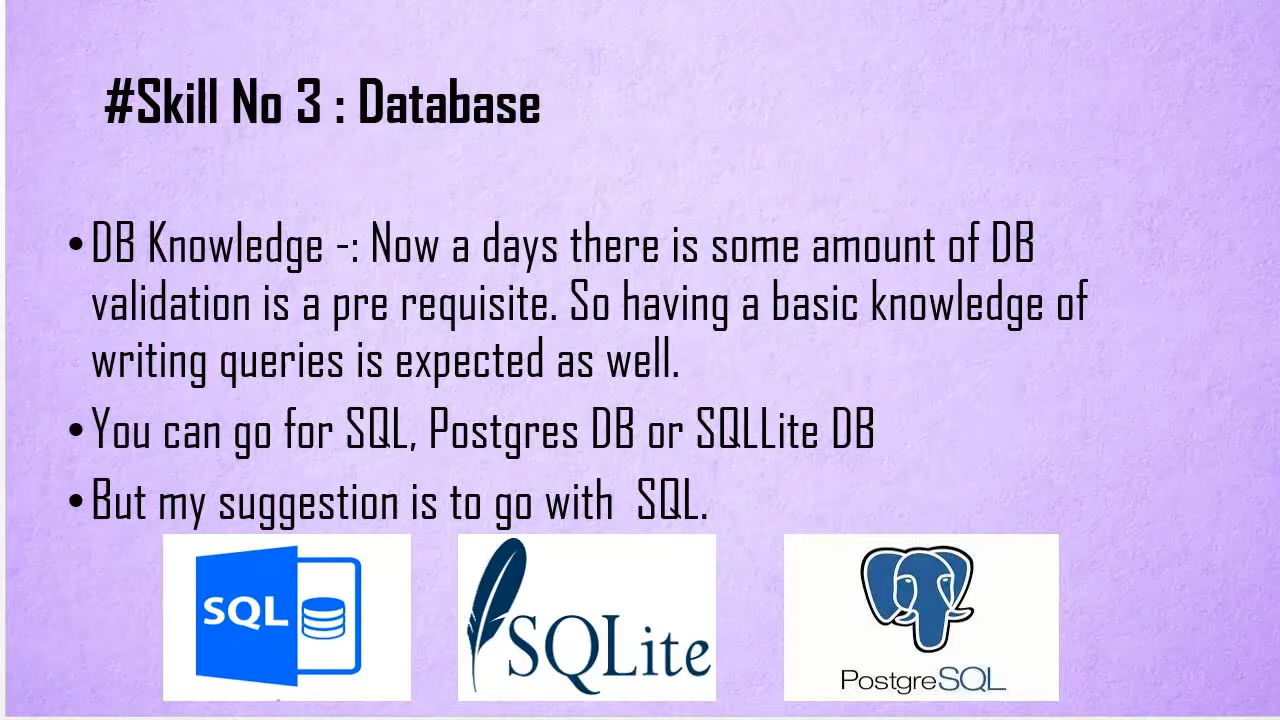 #Skill No 3 : Database
•DB Knowledge -: Now a days there is some amount of DB
validation is a pre requisite. So having a basic knowledge of
writing queries is expected as well.
•You can go for SQL, Postgres DB or SQLLite DB
•But my suggestion is to go with  SQL.
SQL
SQLite
PostgreSQL